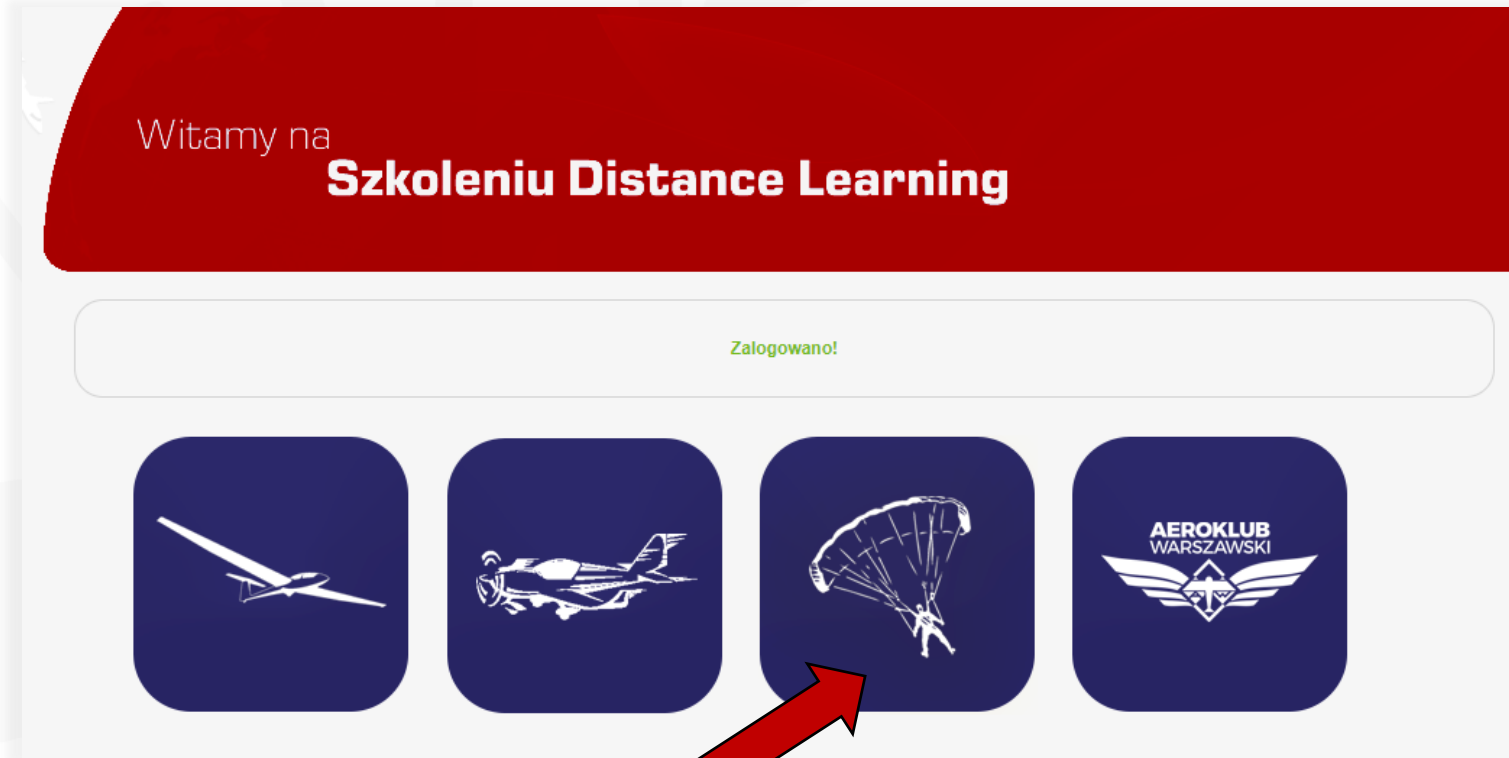 Witamy na
Szkoleniu Distance Learning
Zalogowano!
AEROKLUB
WARSZAWSKI